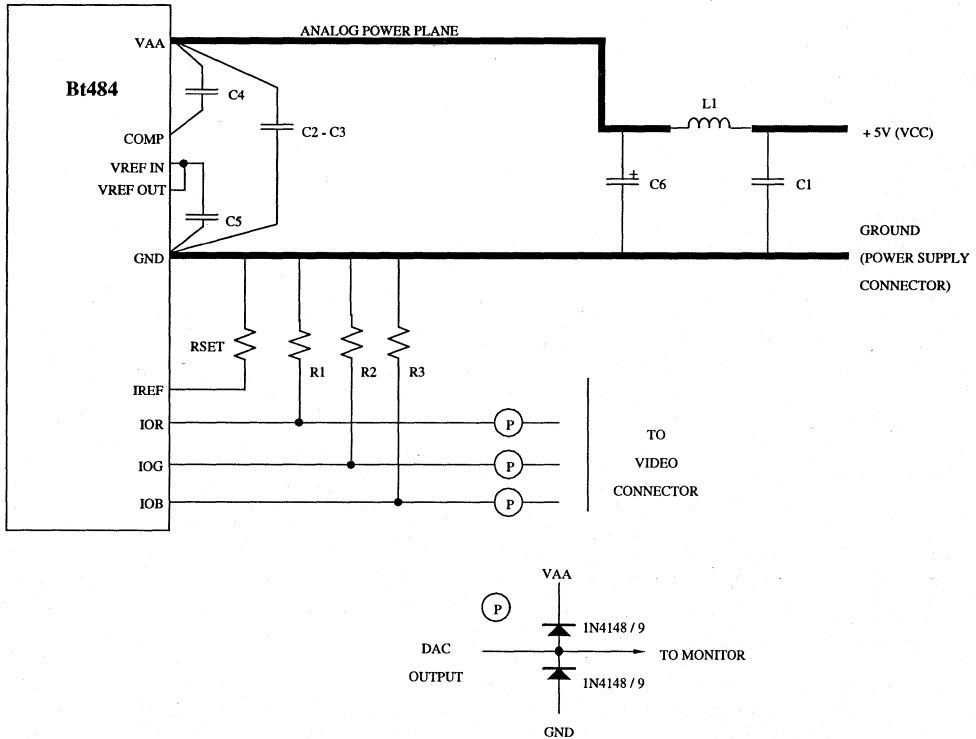 ANALOG POWER PLANE
VAA
Bt484
C4
C2 - C3
L1
+ 5V (VCC)
COMP
VREF IN
VREF OUT
C6
C1
C5
GND
GROUND
(POWER SUPPLY
CONNECTOR)
RSET
R1
R2
R3
IREF
IOR
P
IOG
P
IOB
P
TO
VIDEO
CONNECTOR
VAA
P
1N4148 / 9
DAC
OUTPUT
TO MONITOR
1N4148 / 9
GND